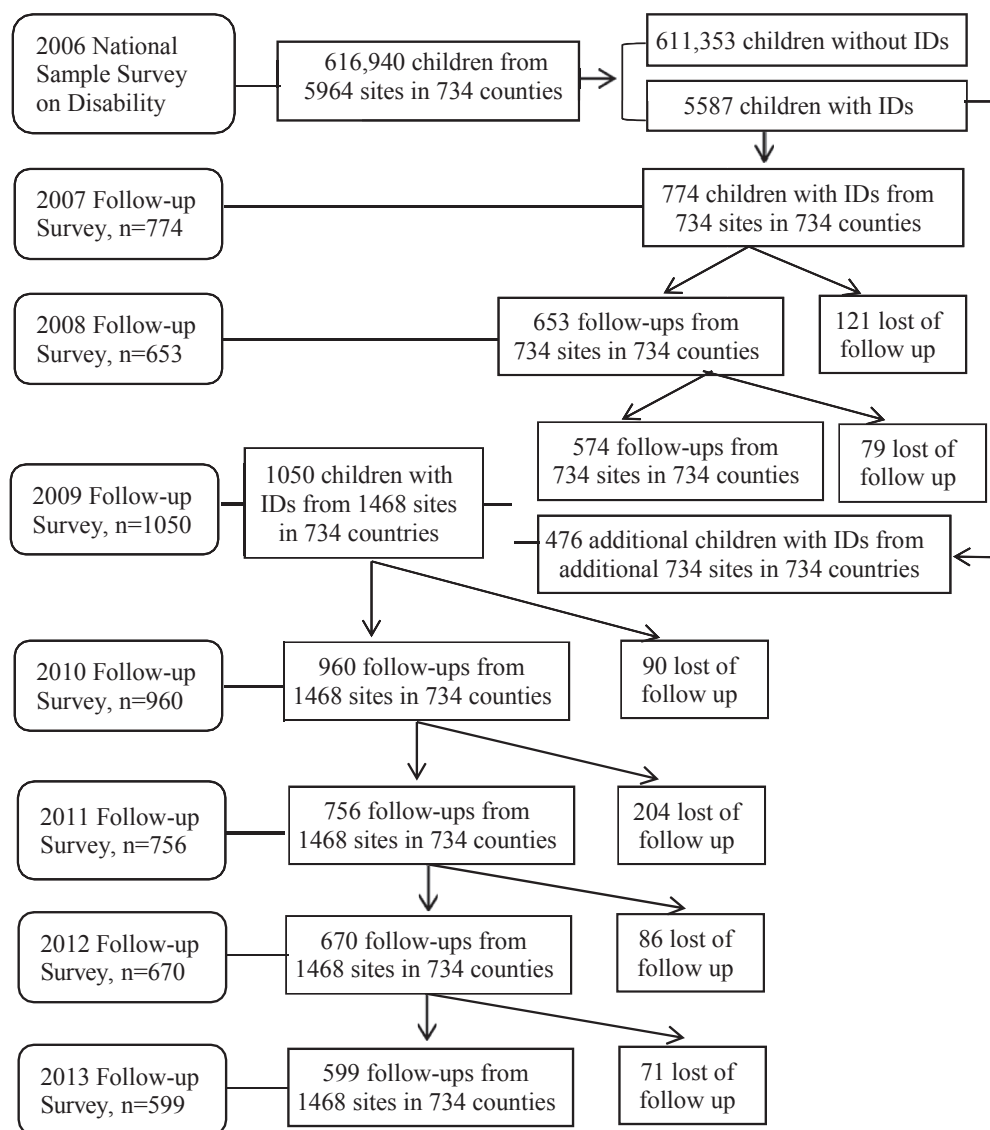 2006 National
Sample Survey
on Disability
616,940 children from
5964 sites in 734 counties
611,353 children without IDs
5587 children with IDs
2007 Follow-up
Survey, n=774
774 children with IDs from
734 sites in 734 counties
2008 Follow-up
Survey, n=653
653 follow-ups from
734 sites in 734 counties
121 lost of
follow up
574 follow-ups from
734 sites in 734 counties
79 lost of
follow up
2009 Follow-up
Survey, n=1050
1050 children with
IDs from 1468 sites
in 734 countries
476 additional children with IDs from
additional 734 sites in 734 countries
2010 Follow-up
Survey, n=960
960 follow-ups from
1468 sites in 734 counties
90 lost of
follow up
2011 Follow-up
Survey, n=756
756 follow-ups from
1468 sites in 734 counties
204 lost of
follow up
2012 Follow-up
Survey, n=670
670 follow-ups from
1468 sites in 734 counties
86 lost of
follow up
2013 Follow-up
Survey, n=599
599 follow-ups from
1468 sites in 734 counties
71 lost of
follow up